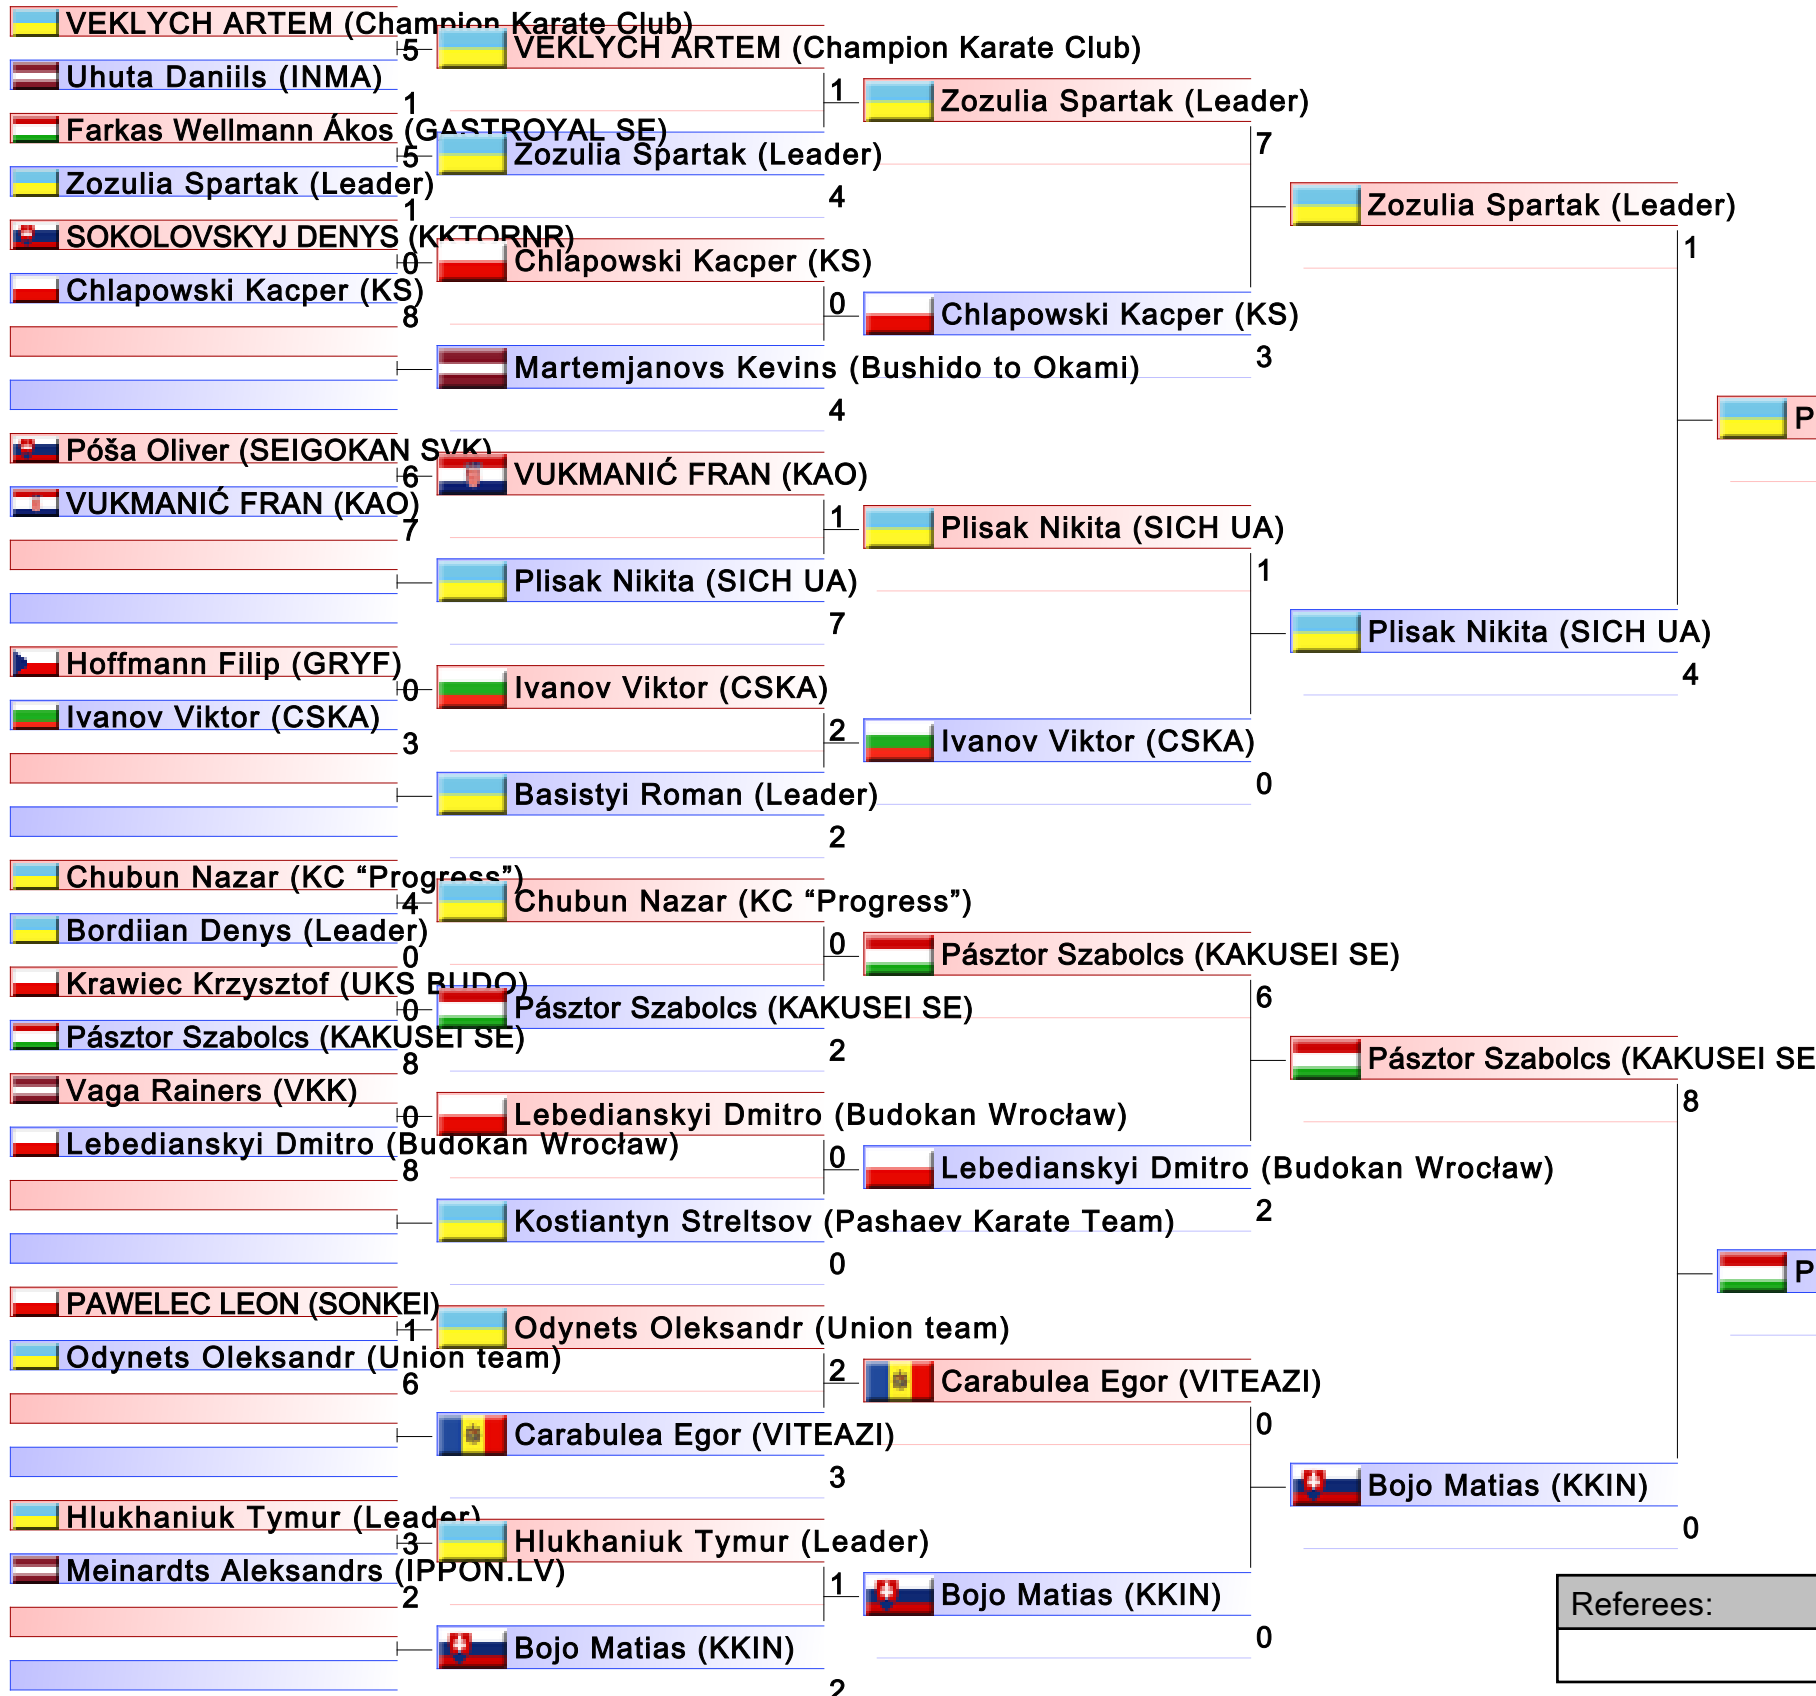 VEKLYCH ARTEM (Champion Karate Club)
5
Uhuta Daniils (INMA)
1
Farkas Wellmann Ákos (GASTROYAL SE)
5
Zozulia Spartak (Leader)
1
SOKOLOVSKYJ DENYS (KKTORNR)
0
Chlapowski Kacper (KS)
8
Póša Oliver (SEIGOKAN SVK)
6
VUKMANIĆ FRAN (KAO)
7
Hoffmann Filip (GRYF)
0
Ivanov Viktor (CSKA)
3
Chubun Nazar (KC “Progress”)
4
Bordiian Denys (Leader)
0
Krawiec Krzysztof (UKS BUDO)
0
Pásztor Szabolcs (KAKUSEI SE)
8
Vaga Rainers (VKK)
0
Lebedianskyi Dmitro (Budokan Wrocław)
8
PAWELEC LEON (SONKEI)
1
Odynets Oleksandr (Union team)
6
Hlukhaniuk Tymur (Leader)
3
Meinardts Aleksandrs (IPPON.LV)
2
VEKLYCH ARTEM (Champion Karate Club)
1
Zozulia Spartak (Leader)
4
Chlapowski Kacper (KS)
0
Martemjanovs Kevins (Bushido to Okami)
4
VUKMANIĆ FRAN (KAO)
1
Plisak Nikita (SICH UA)
7
Ivanov Viktor (CSKA)
2
Basistyi Roman (Leader)
2
Chubun Nazar (KC “Progress”)
0
Pásztor Szabolcs (KAKUSEI SE)
2
Lebedianskyi Dmitro (Budokan Wrocław)
0
Kostiantyn Streltsov (Pashaev Karate Team)
0
Odynets Oleksandr (Union team)
2
Carabulea Egor (VITEAZI)
3
Hlukhaniuk Tymur (Leader)
1
Bojo Matias (KKIN)
2
Zozulia Spartak (Leader)
7
Chlapowski Kacper (KS)
3
Plisak Nikita (SICH UA)
1
Ivanov Viktor (CSKA)
0
Pásztor Szabolcs (KAKUSEI SE)
6
Lebedianskyi Dmitro (Budokan Wrocław)
2
Carabulea Egor (VITEAZI)
0
Bojo Matias (KKIN)
0
Zozulia Spartak (Leader)
1
Plisak Nikita (SICH UA)
4
Pásztor Szabolcs (KAKUSEI SE
8
Bojo Matias (KKIN)
0
P
P
Referees: